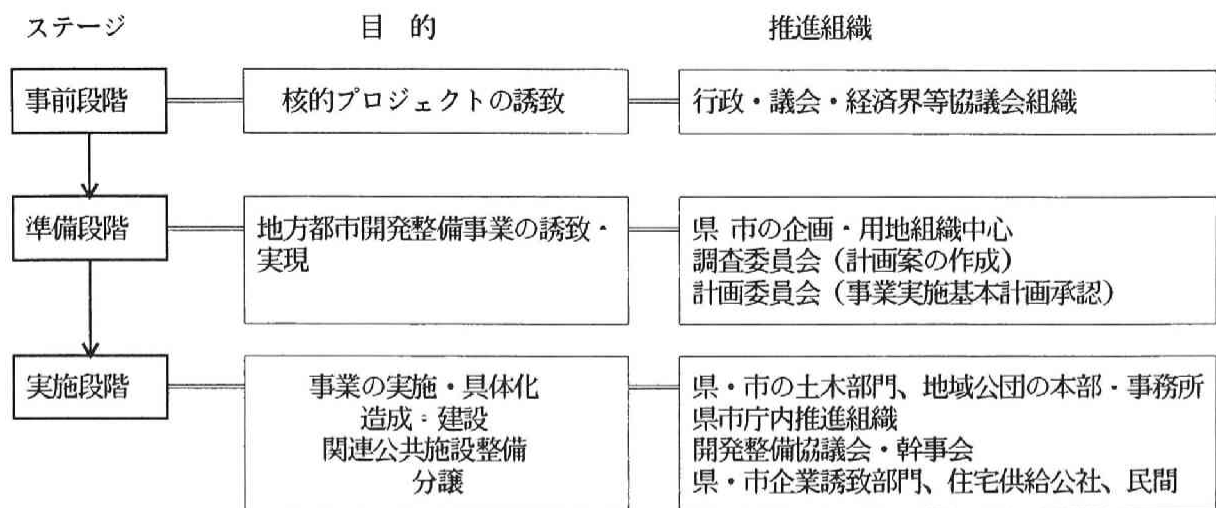 ステージ 目 的 推進組織
事前段階 核的プロジェクトの誘致 行政・議会・経済界等協議会組織
準備段階 地方都市開発整備事業の誘致・ 県 市の企画・用地組織中心
実現 調査委員会（計画案の作成）
計画委員会（事業実施基本計画承認）
実施段階 事業の実施・具体化 県・市の土木部門、地域公団の本部・事務所
造成・建設 県市庁内推進組織
関連公共施設整備 開発整備協議会・幹事会
分譲 県・市企業誘致部門、住宅供給公社、民間